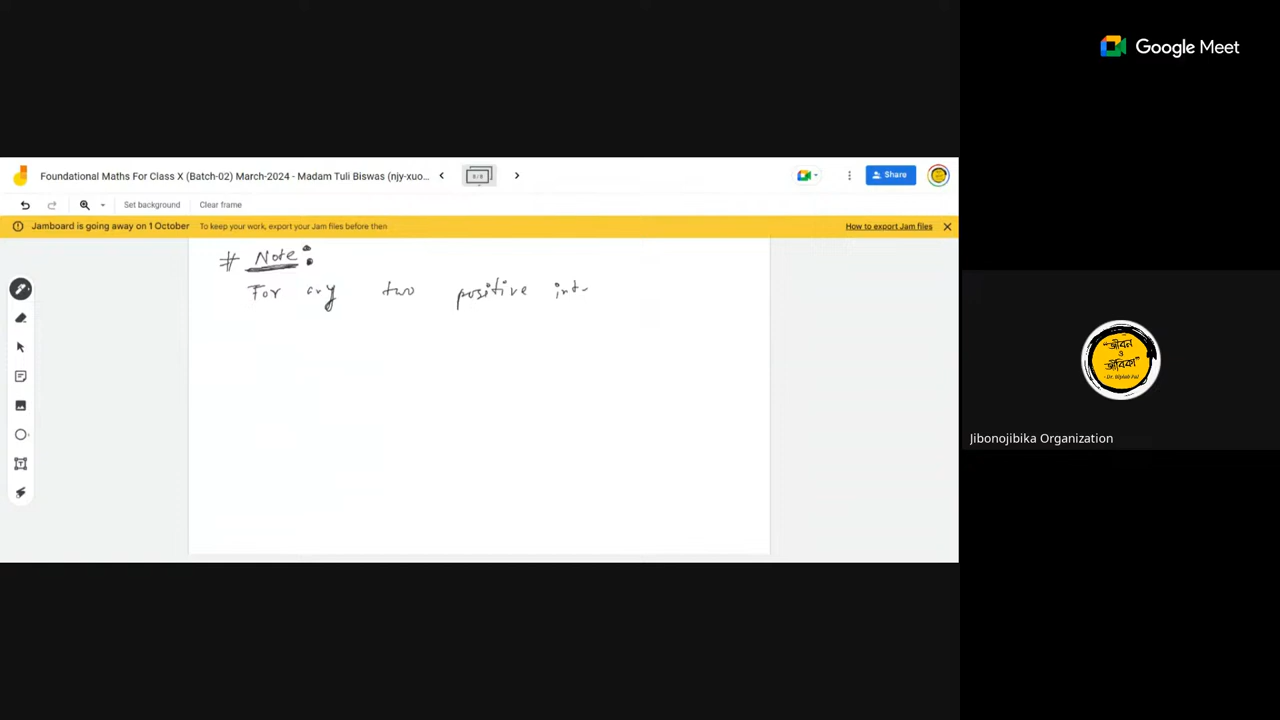 Google Meet
Foundational Maths For Class X (Batch-02) March-2024 - Madam Tuli Biswas (njy-xuo...
Share
Set background
Clear frame
Jamboard is going away on 1 October
To keep your work, export your Jam files before then
How to export Jam files
# Note:
For any two positive int
"জীবন
ও
জীবিকা"
Jibonojibika Organization